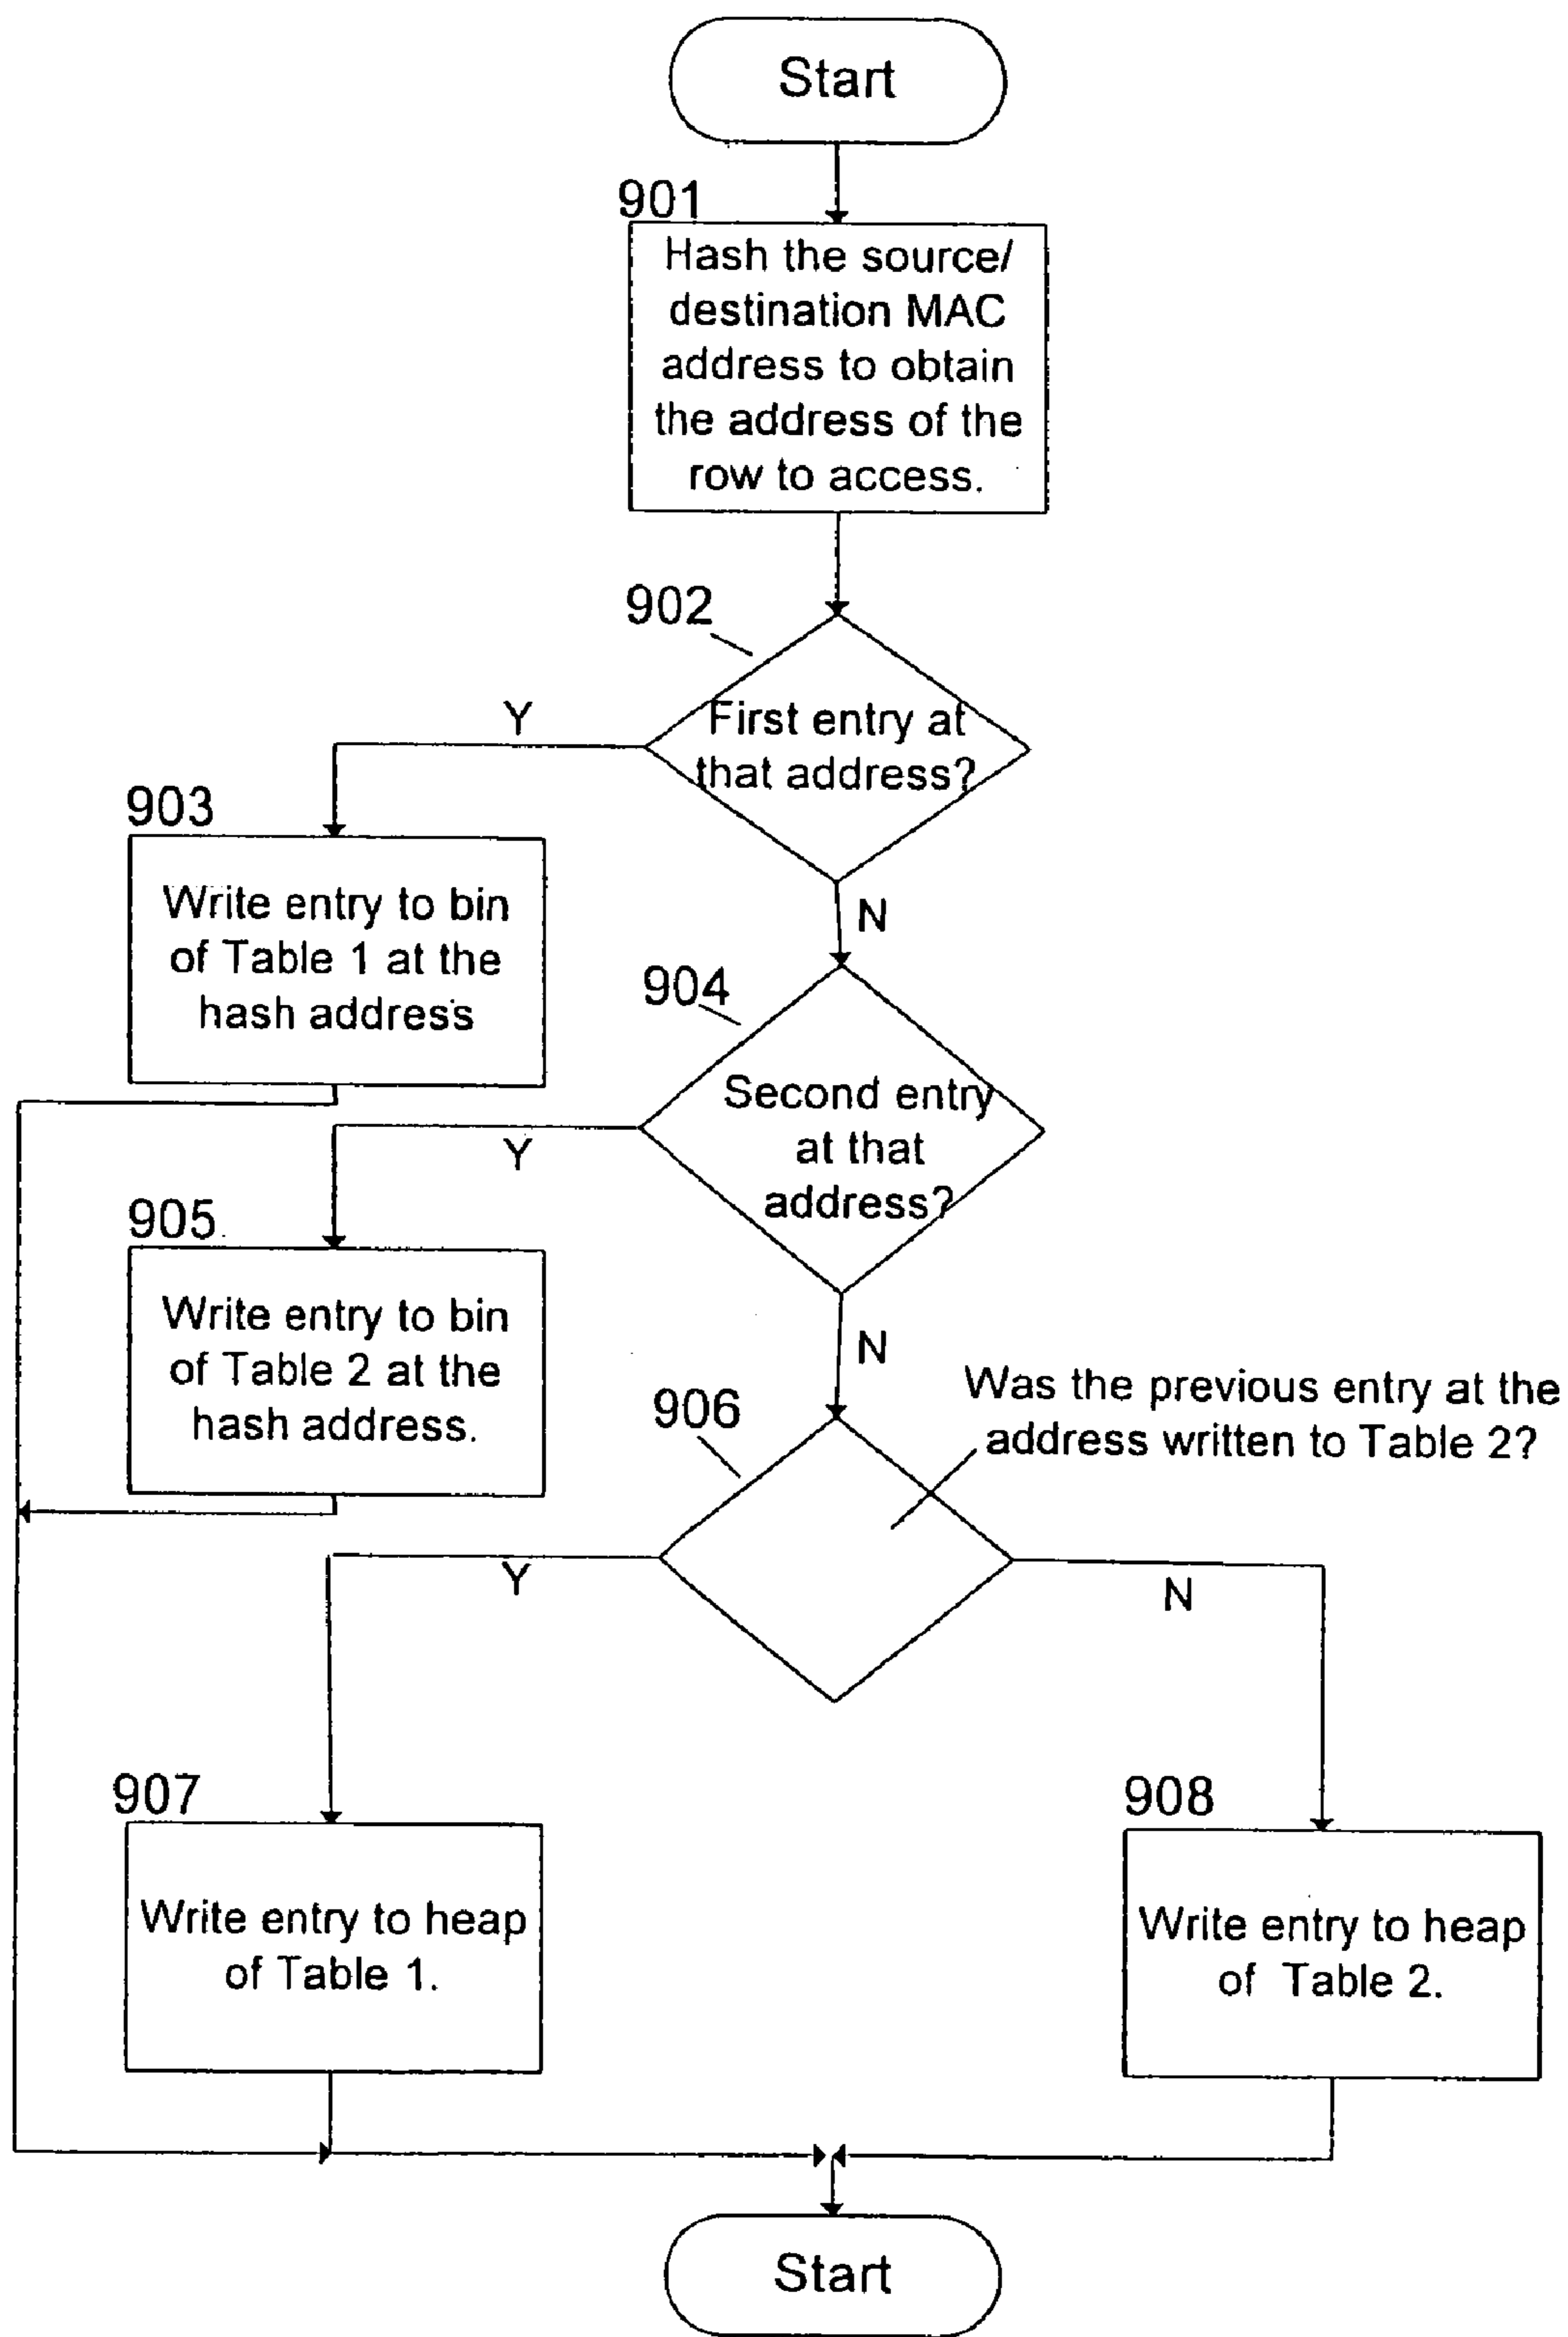 Start
901
Hash the source/
destination MAC
address to obtain
the address of the
row to access.
902
First entry at
that address?
Y
N
903
Write entry to bin
of Table 1 at the
hash address
904
Second entry
at that
address?
Y
N
905
Write entry to bin
of Table 2 at the
hash address.
906
Was the previous entry at the
address written to Table 2?
Y
N
907
Write entry to heap
of Table 1.
908
Write entry to heap
of Table 2.
Start